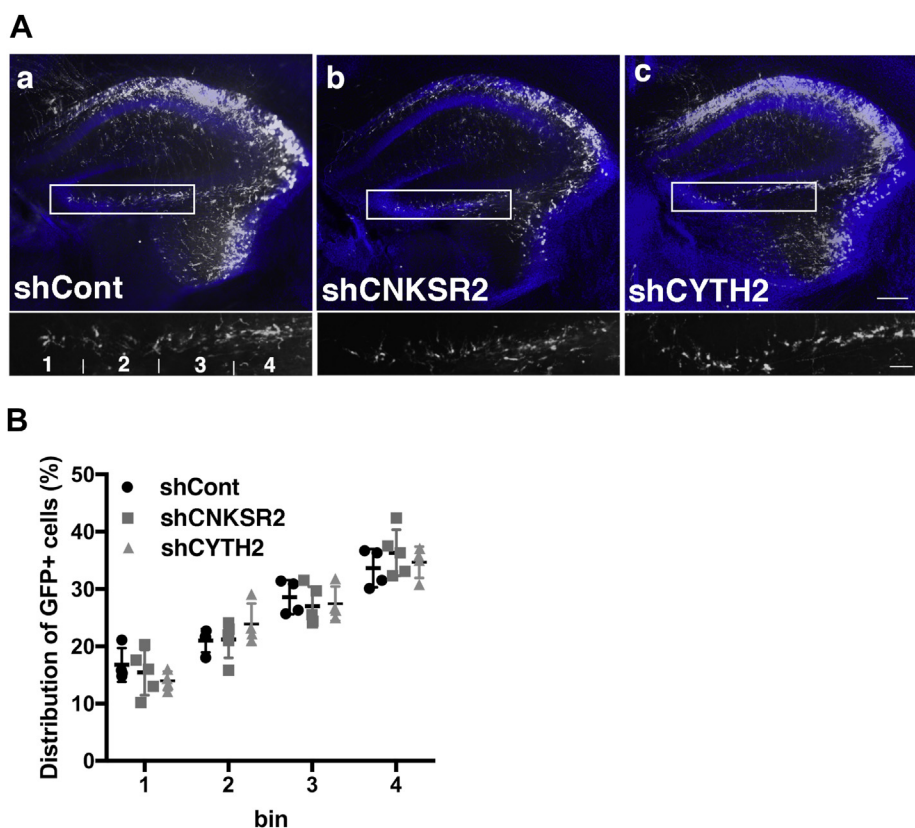 A
a b c
shCont shCNKSR2 shCYTH2
1 | 2 | 3 | 4
B
50
40
30
20
10
0
Distribution of GFP+ cells (%)
shCont
shCNKSR2
shCYTH2
1 2 3 4
bin